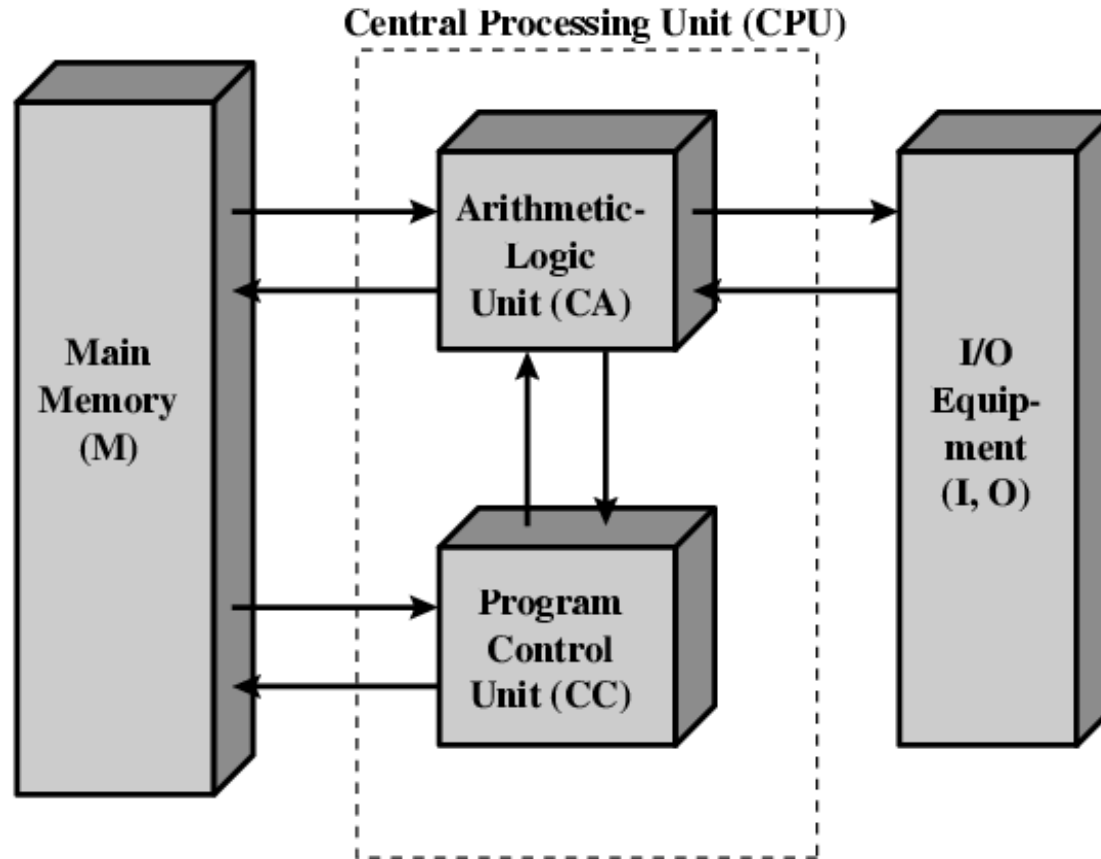 Central Processing Unit (CPU)
Main
Memory
(M)
Arithmetic-
Logic
Unit (CA)
Program
Control
Unit (CC)
I/O
Equip-
ment
(I, O)